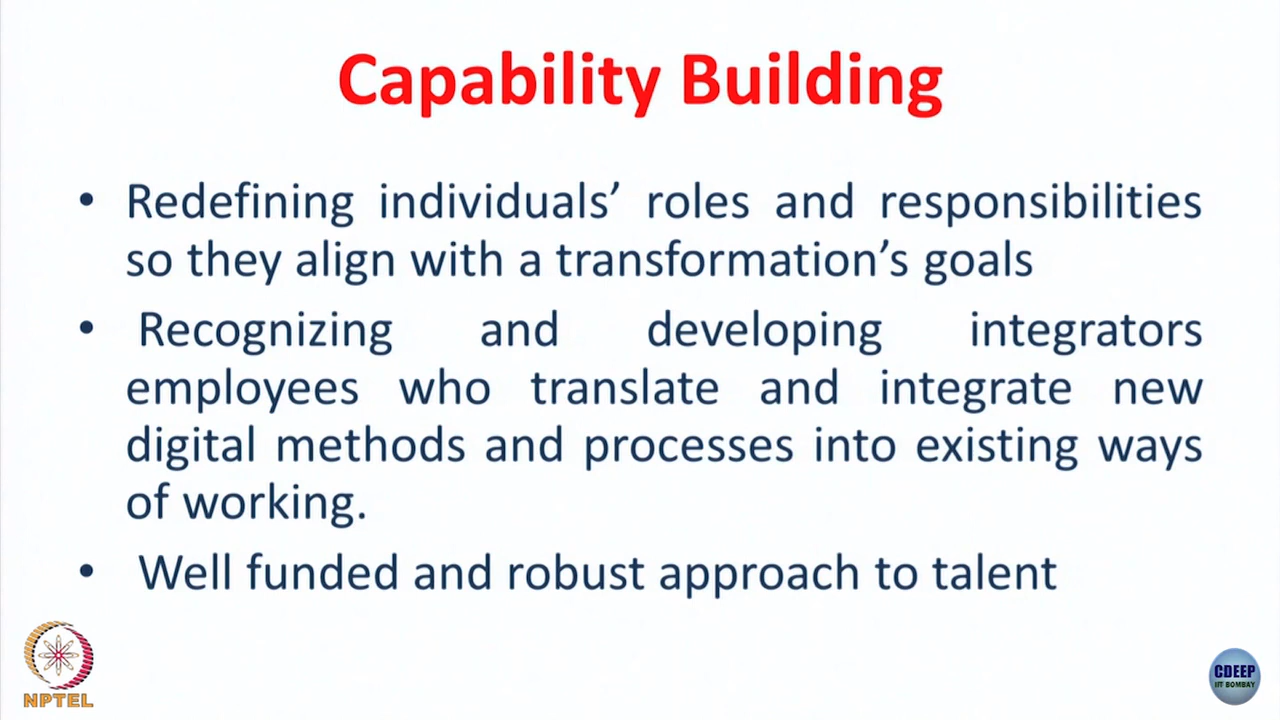 Capability Building
• Redefining individuals’ roles and responsibilities
so they align with a transformation’s goals
• Recognizing and developing integrators
employees who translate and integrate new
digital methods and processes into existing ways
of working.
• Well funded and robust approach to talent
NPTEL
CDEEP
IIT BOMBAY